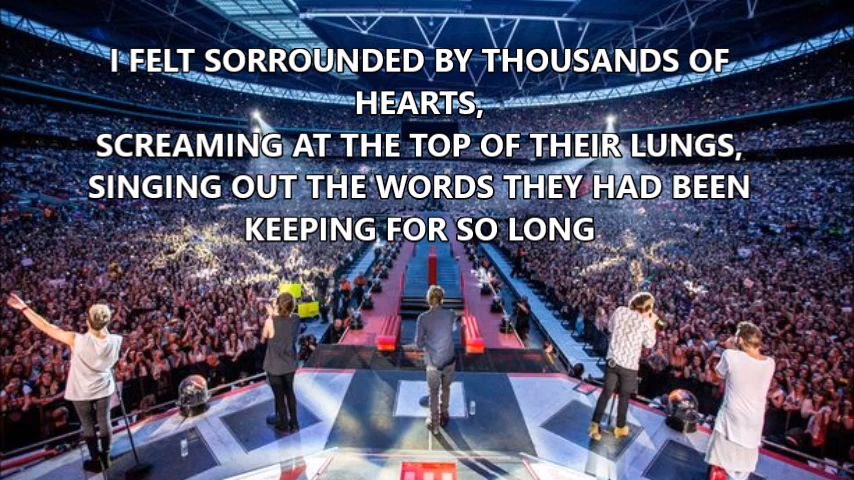 I FELT SORROUNDED BY THOUSANDS OF
HEARTS,
SCREAMING AT THE TOP OF THEIR LUNGS,
SINGING OUT THE WORDS THEY HAD BEEN
KEEPING FOR SO LONG